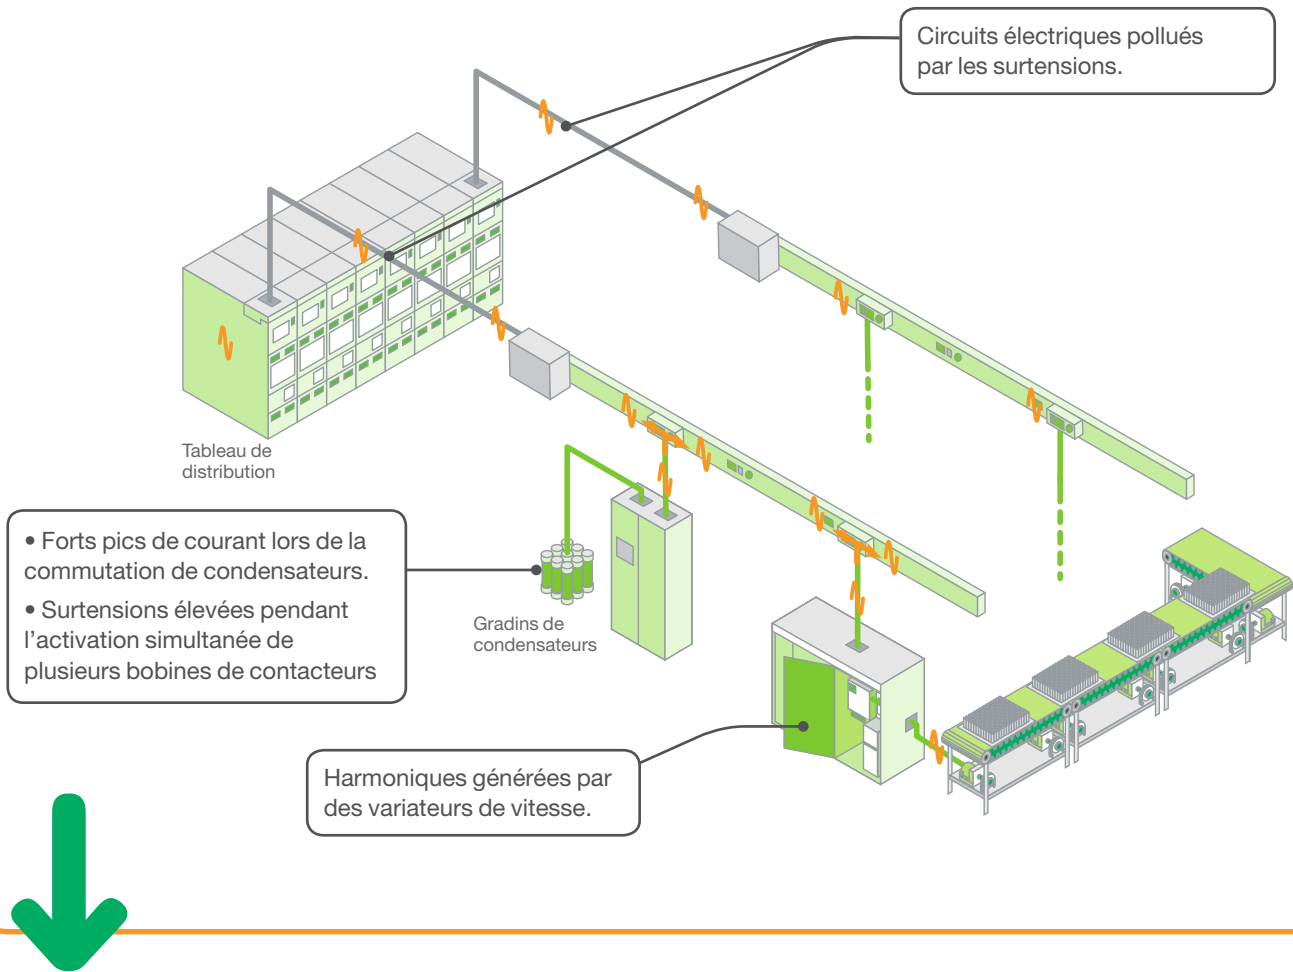 Circuits électriques pollués
par les surtensions.
Tableau de
distribution
• Forts pics de courant lors de la
commutation de condensateurs.
• Surtensions élevées pendant
l’activation simultanée de
plusieurs bobines de contacteurs
Gradins de
condensateurs
Harmoniques générées par
des variateurs de vitesse.